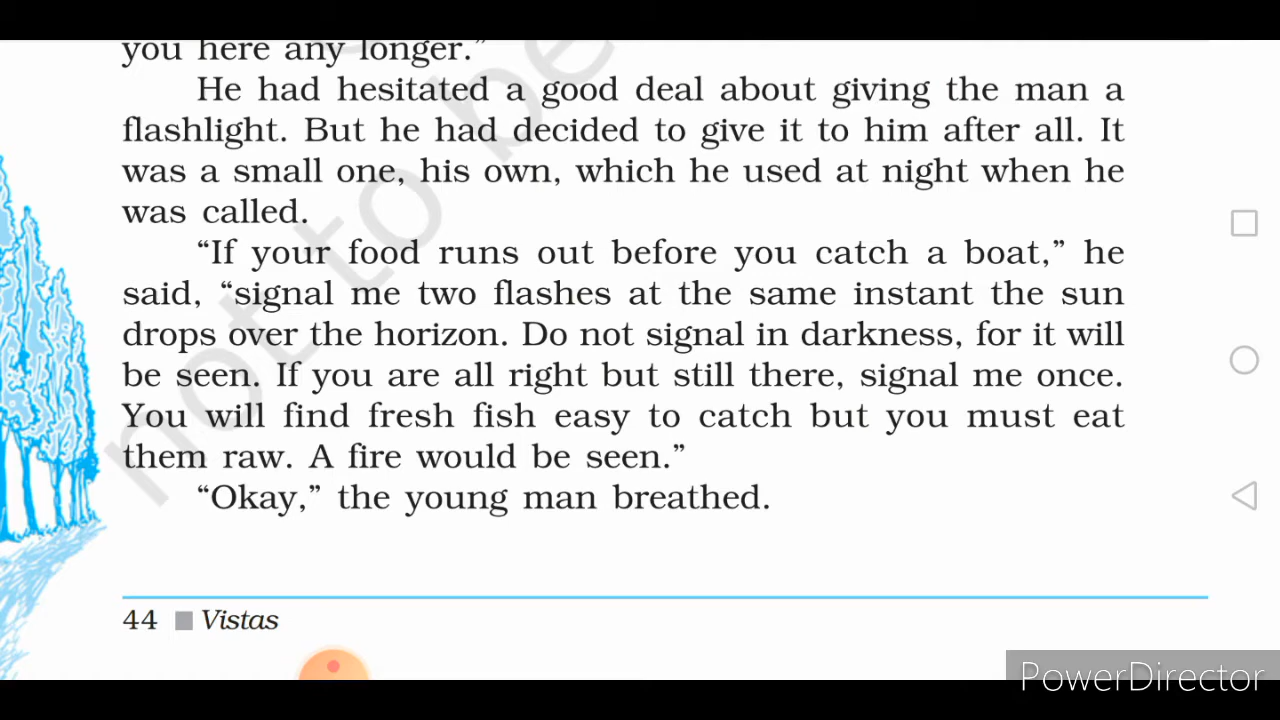 you here any longer.”
He had hesitated a good deal about giving the man a
flashlight. But he had decided to give it to him after all. It
was a small one, his own, which he used at night when he
was called.
“If your food runs out before you catch a boat,” he
said, “signal me two flashes at the same instant the sun
drops over the horizon. Do not signal in darkness, for it will
be seen. If you are all right but still there, signal me once.
You will find fresh fish easy to catch but you must eat
them raw. A fire would be seen.”
“Okay,” the young man breathed.
44 ■ Vistas
not to be
PowerDirector